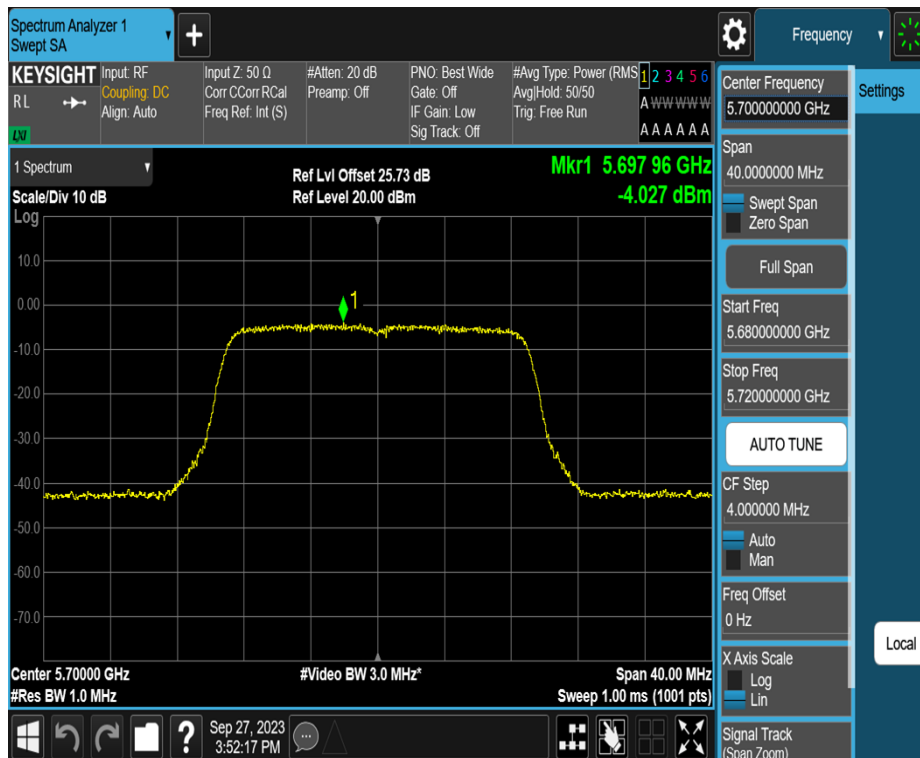 Spectrum Analyzer 1
Swept SA
+
Frequency
KEYSIGHT
R L
LXI
Input: RF
Coupling: DC
Align: Auto
Input Z: 50 Ω
Corr CCorr RCal
Freq Ref: Int (S)
#Atten: 20 dB
Preamp: Off
PNO: Best Wide
Gate: Off
IF Gain: Low
Sig Track: Off
#Avg Type: Power (RMS
Avg|Hold: 50/50
Trig: Free Run
1 2 3 4 5 6
A W W W W W
A A A A A A
1 Spectrum
Scale/Div 10 dB
Log
Ref Lvl Offset 25.73 dB
Ref Level 20.00 dBm
Mkr1 5.697 96 GHz
-4.027 dBm
1
10.0
0.00
-10.0
-20.0
-30.0
-40.0
-50.0
-60.0
-70.0
Center 5.70000 GHz
#Video BW 3.0 MHz*
Span 40.00 MHz
#Res BW 1.0 MHz
Sweep 1.00 ms (1001 pts)
Center Frequency
5.700000000 GHz
Settings
Span
40.0000000 MHz
Swept Span
Zero Span
Full Span
Start Freq
5.680000000 GHz
Stop Freq
5.720000000 GHz
AUTO TUNE
CF Step
4.000000 MHz
Auto
Man
Freq Offset
0 Hz
Local
X Axis Scale
Log
Lin
Signal Track
(Span Zoom)
?
Sep 27, 2023
3:52:17 PM